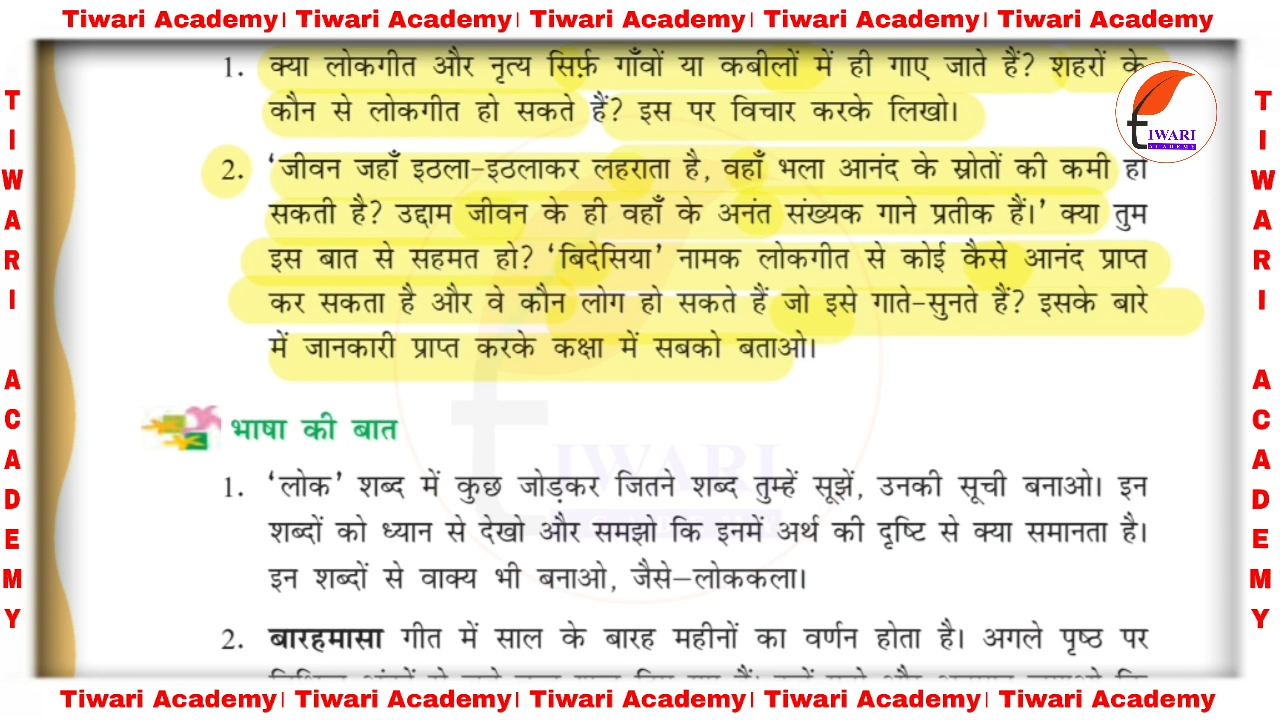 Tiwari Academy। Tiwari Academy। Tiwari Academy। Tiwari Academy। Tiwari Academy
1. क्या लोकगीत और नृत्य सिर्फ़ गाँवों या कबीलों में ही गाए जाते हैं? शहरों के
कौन से लोकगीत हो सकते हैं? इस पर विचार करके लिखो।
tIWARI
ACADEMY
2. ‘जीवन जहाँ इठला-इठलाकर लहराता है, वहाँ भला आनंद के स्रोतों की कमी हो
सकती है? उद्दाम जीवन के ही वहाँ के अनंत संख्यक गाने प्रतीक हैं।’ क्या तुम
इस बात से सहमत हो? ‘बिदेसिया’ नामक लोकगीत से कोई कैसे आनंद प्राप्त
कर सकता है और वे कौन लोग हो सकते हैं जो इसे गाते-सुनते हैं? इसके बारे
में जानकारी प्राप्त करके कक्षा में सबको बताओ।
भाषा की बात
1. ‘लोक’ शब्द में कुछ जोड़कर जितने शब्द तुम्हें सूझें, उनकी सूची बनाओ। इन
शब्दों को ध्यान से देखो और समझो कि इनमें अर्थ की दृष्टि से क्या समानता है।
इन शब्दों से वाक्य भी बनाओ, जैसे–लोककला।
2. बारहमासा गीत में साल के बारह महीनों का वर्णन होता है। अगले पृष्ठ पर
TIWARI ACADEMY
TIWARI ACADEMY
tIWARI
Tiwari Academy। Tiwari Academy। Tiwari Academy। Tiwari Academy। Tiwari Academy